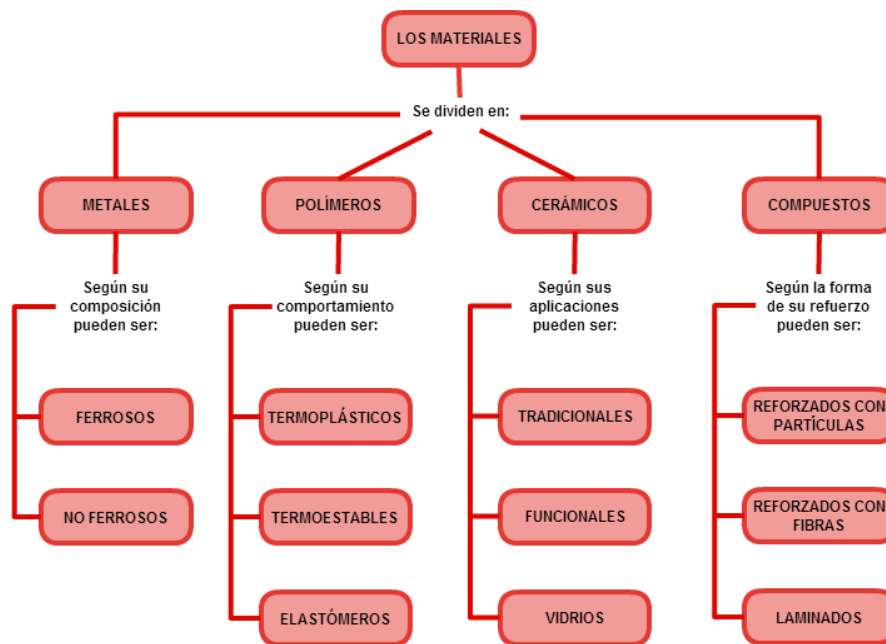 LOS MATERIALES
Se dividen en:
METALES
POLÍMEROS
CERÁMICOS
COMPUESTOS
Según su
composición
pueden ser:
Según su
comportamiento
pueden ser:
Según sus
aplicaciones
pueden ser:
Según la forma
de su refuerzo
pueden ser:
FERROSOS
TERMOPLÁSTICOS
TRADICIONALES
REFORZADOS CON
PARTÍCULAS
NO FERROSOS
TERMOESTABLES
FUNCIONALES
REFORZADOS CON
FIBRAS
ELASTÓMEROS
VIDRIOS
LAMINADOS